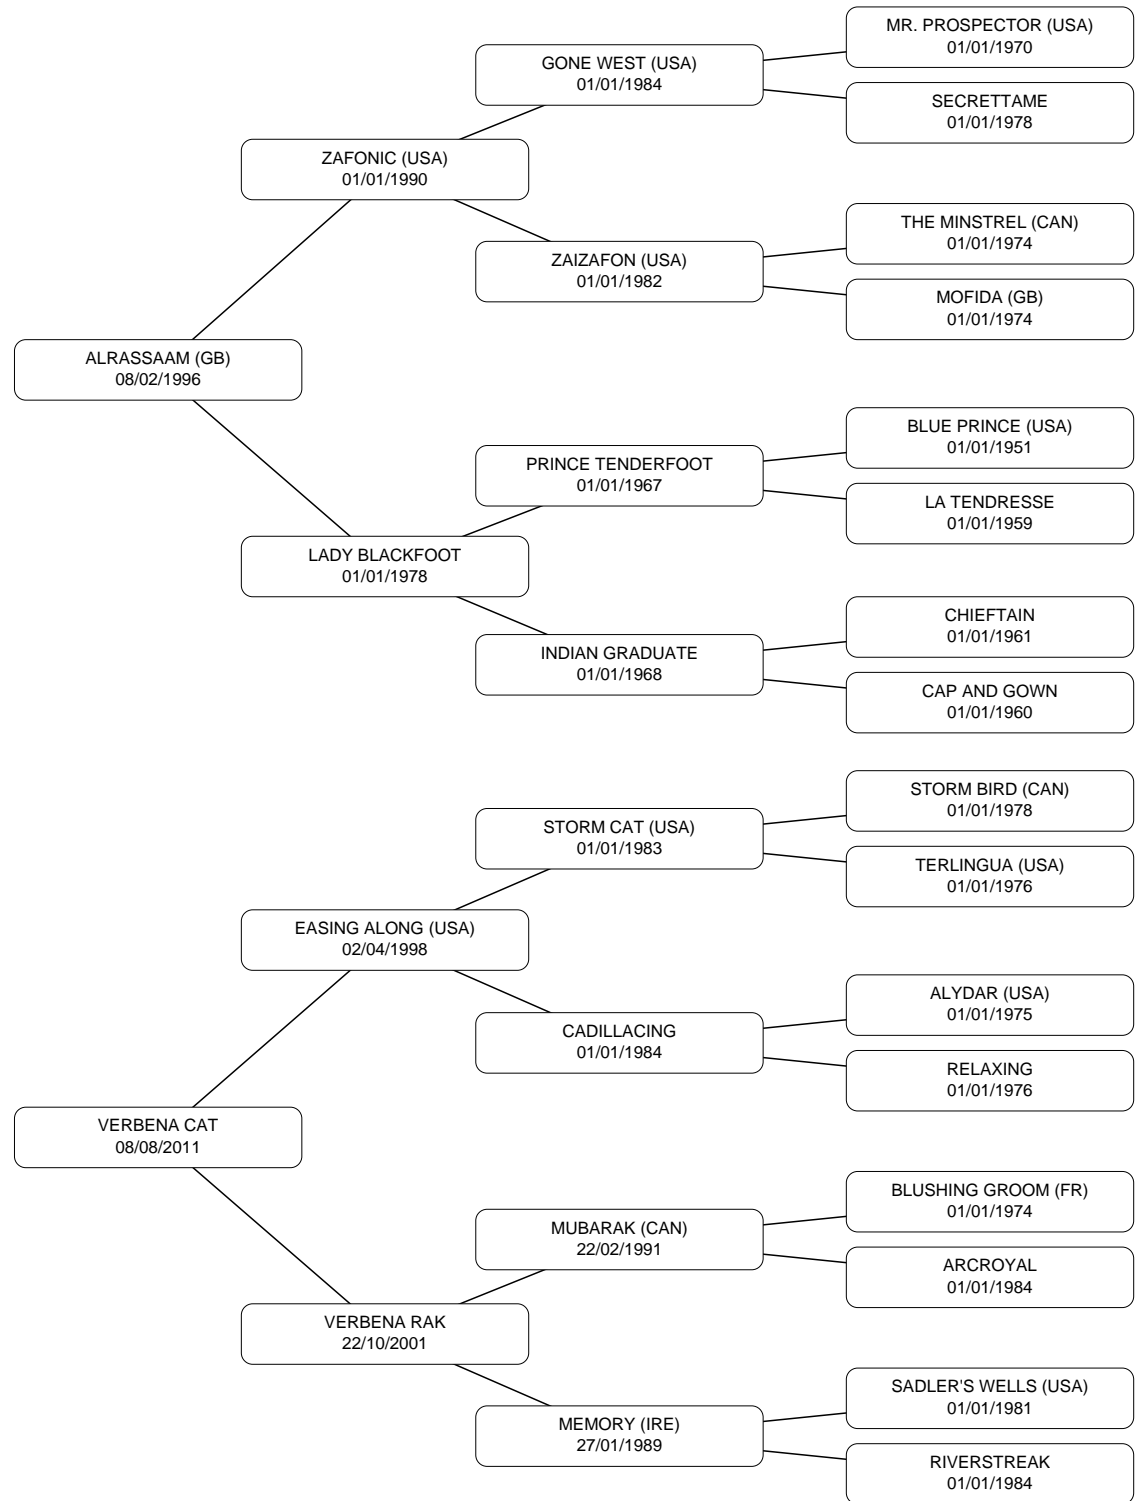 MR. PROSPECTOR (USA)
01/01/1970
GONE WEST (USA)
01/01/1984
SECRETTAME
01/01/1978
ZAFONIC (USA)
01/01/1990
THE MINSTREL (CAN)
01/01/1974
ZAIZAFON (USA)
01/01/1982
MOFIDA (GB)
01/01/1974
ALRASSAAM (GB)
08/02/1996
BLUE PRINCE (USA)
01/01/1951
PRINCE TENDERFOOT
01/01/1967
LA TENDRESSE
01/01/1959
LADY BLACKFOOT
01/01/1978
CHIEFTAIN
01/01/1961
INDIAN GRADUATE
01/01/1968
CAP AND GOWN
01/01/1960
STORM BIRD (CAN)
01/01/1978
STORM CAT (USA)
01/01/1983
TERLINGUA (USA)
01/01/1976
EASING ALONG (USA)
02/04/1998
ALYDAR (USA)
01/01/1975
CADILLACING
01/01/1984
RELAXING
01/01/1976
VERBENA CAT
08/08/2011
BLUSHING GROOM (FR)
01/01/1974
MUBARAK (CAN)
22/02/1991
ARCROYAL
01/01/1984
VERBENA RAK
22/10/2001
SADLER'S WELLS (USA)
01/01/1981
MEMORY (IRE)
27/01/1989
RIVERSTREAK
01/01/1984